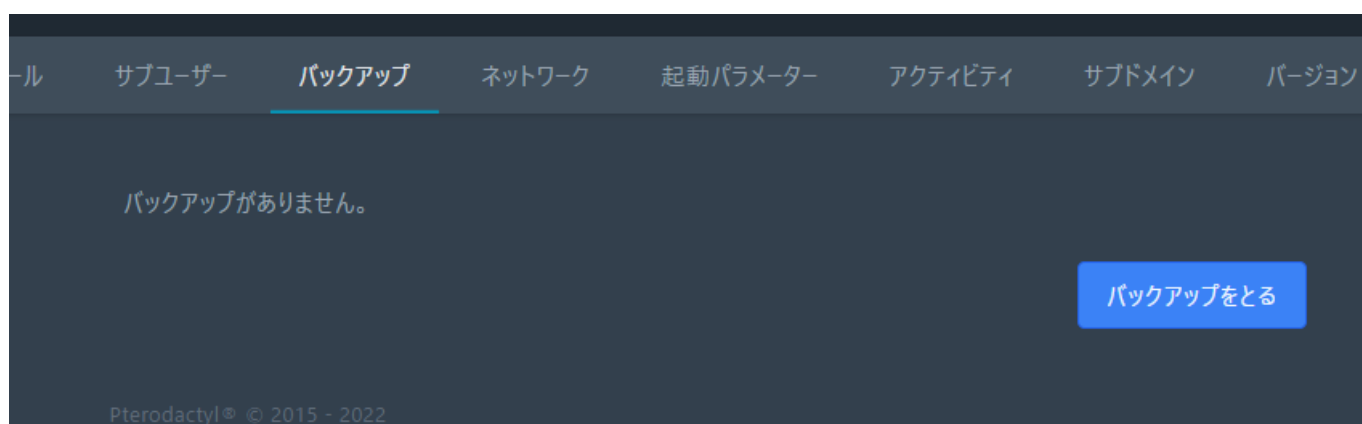 ール サブユーザー バックアップ ネットワーク 起動パラメーター アクティビティ サブドメイン バージョン
バックアップがありません。
バックアップをとる
Pterodactyl® © 2015 - 2022